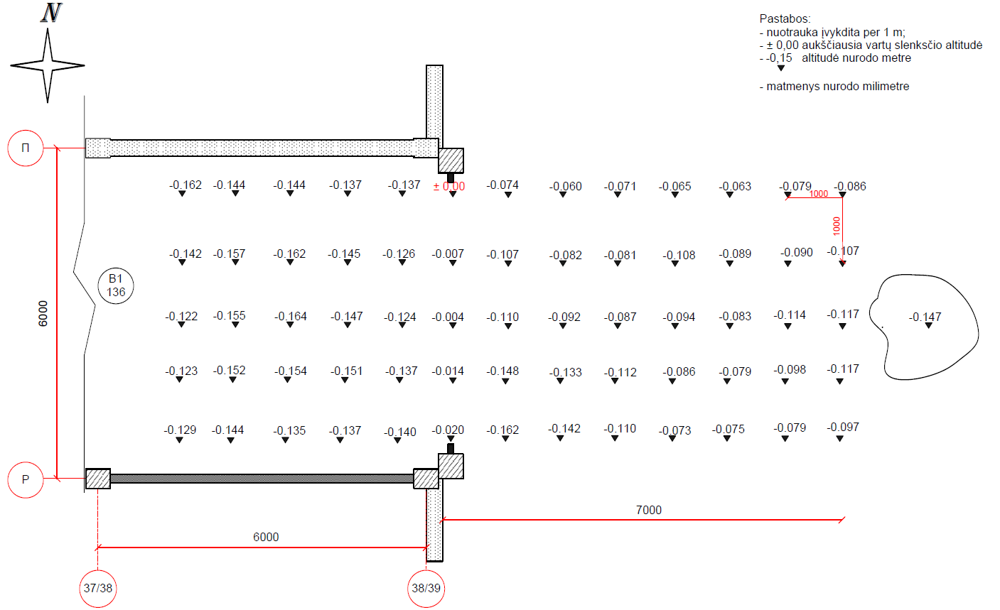 N
Pastabos:
- nuotrauka įvykdita per 1 m;
- ± 0,00 aukščiausia vartų slenksčio altitudė
- -0,15 altitudė nurodo metre
- matmenys nurodo milimetre
П
-0.162 -0.144 -0.144 -0.137 -0.137 ± 0,00 -0.074 -0.060 -0.071 -0.065 -0.063 -0.079 -0.086
1000
1000
-0.142 -0.157 -0.162 -0.145 -0.126 -0.007 -0.107 -0.082 -0.081 -0.108 -0.089 -0.090 -0.107
B1
136
6000
-0.122 -0.155 -0.164 -0.147 -0.124 -0.004 -0.110 -0.092 -0.087 -0.094 -0.083 -0.114 -0.117 -0.147
-0.123 -0.152 -0.154 -0.151 -0.137 -0.014 -0.148 -0.133 -0.112 -0.086 -0.079 -0.098 -0.117
-0.129 -0.144 -0.135 -0.137 -0.140 -0.020 -0.162 -0.142 -0.110 -0.073 -0.075 -0.079 -0.097
P
7000
6000
37/38 38/39